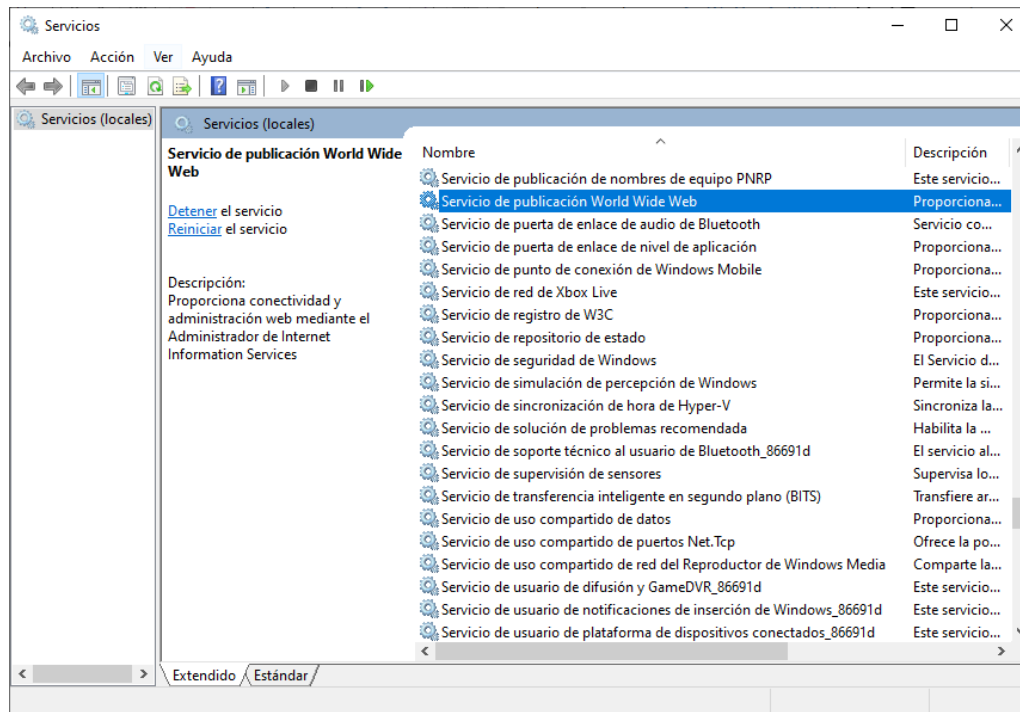 Servicios
Archivo Acción Ver Ayuda
Servicios (locales)
Servicios (locales)
Servicio de publicación World Wide
Web
Detener el servicio
Reiniciar el servicio
Descripción:
Proporciona conectividad y
administración web mediante el
Administrador de Internet
Information Services
Nombre Descripción
Servicio de publicación de nombres de equipo PNRP Este servicio...
Servicio de publicación World Wide Web Proporciona...
Servicio de puerta de enlace de audio de Bluetooth Servicio co...
Servicio de puerta de enlace de nivel de aplicación Proporciona...
Servicio de punto de conexión de Windows Mobile Proporciona...
Servicio de red de Xbox Live Este servicio...
Servicio de registro de W3C Proporciona...
Servicio de repositorio de estado Proporciona...
Servicio de seguridad de Windows El Servicio d...
Servicio de simulación de percepción de Windows Permite la si...
Servicio de sincronización de hora de Hyper-V Sincroniza la...
Servicio de solución de problemas recomendada Habilita la ...
Servicio de soporte técnico al usuario de Bluetooth_86691d El servicio al...
Servicio de supervisión de sensores Supervisa lo...
Servicio de transferencia inteligente en segundo plano (BITS) Transfiere ar...
Servicio de uso compartido de datos Proporciona...
Servicio de uso compartido de puertos Net.Tcp Ofrece la po...
Servicio de uso compartido de red del Reproductor de Windows Media Comparte la...
Servicio de usuario de difusión y GameDVR_86691d Este servicio...
Servicio de usuario de notificaciones de inserción de Windows_86691d Este servicio...
Servicio de usuario de plataforma de dispositivos conectados_86691d Este servicio...
Extendido Estándar